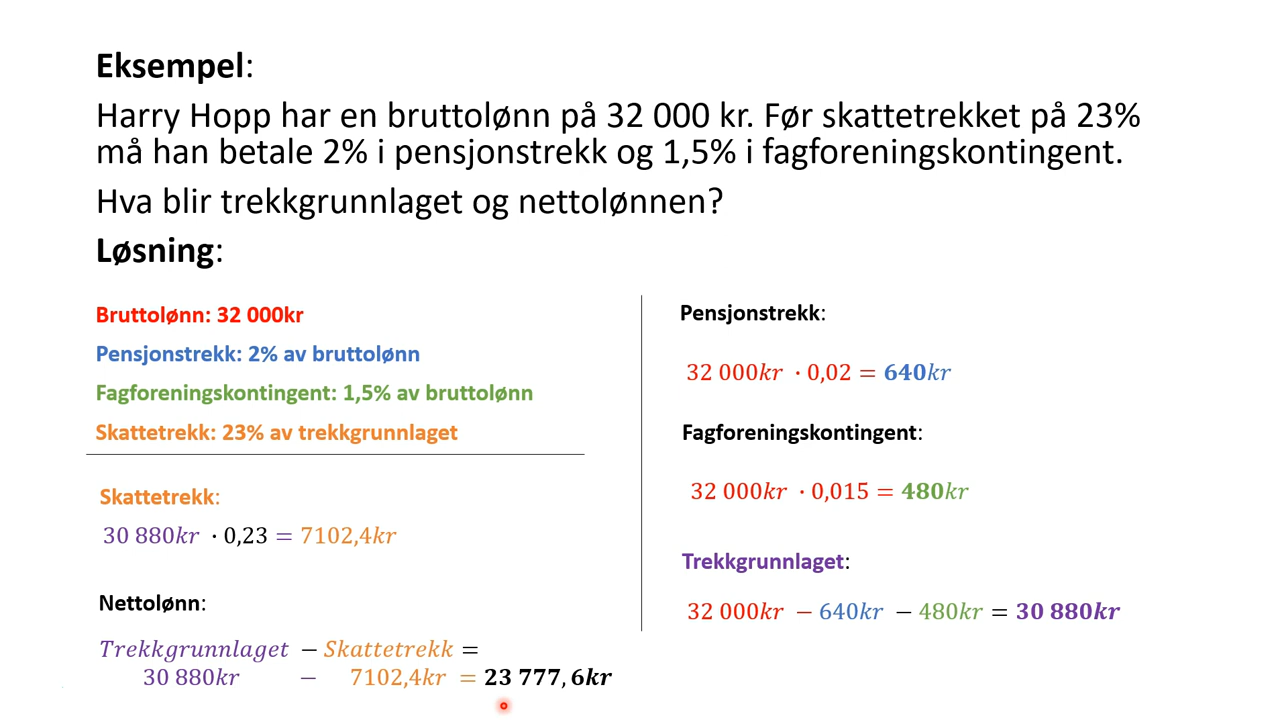 Eksempel:
Harry Hopp har en bruttolønn på 32 000 kr. Før skattetrekket på 23%
må han betale 2% i pensjonstrekk og 1,5% i fagforeningskontingent.
Hva blir trekkgrunnlaget og nettolønnen?
Løsning:
Bruttolønn: 32 000kr
Pensjonstrekk: 2% av bruttolønn
Fagforeningskontingent: 1,5% av bruttolønn
Skattetrekk: 23% av trekkgrunnlaget
Pensjonstrekk:
32 000kr · 0,02 = 640kr
Fagforeningskontingent:
32 000kr · 0,015 = 480kr
Trekkgrunnlaget:
32 000kr − 640kr − 480kr = 30 880kr
Skattetrekk:
30 880kr · 0,23 = 7102,4kr
Nettolønn:
Trekkgrunnlaget − Skattetrekk =
30 880kr − 7102,4kr = 23 777,6kr